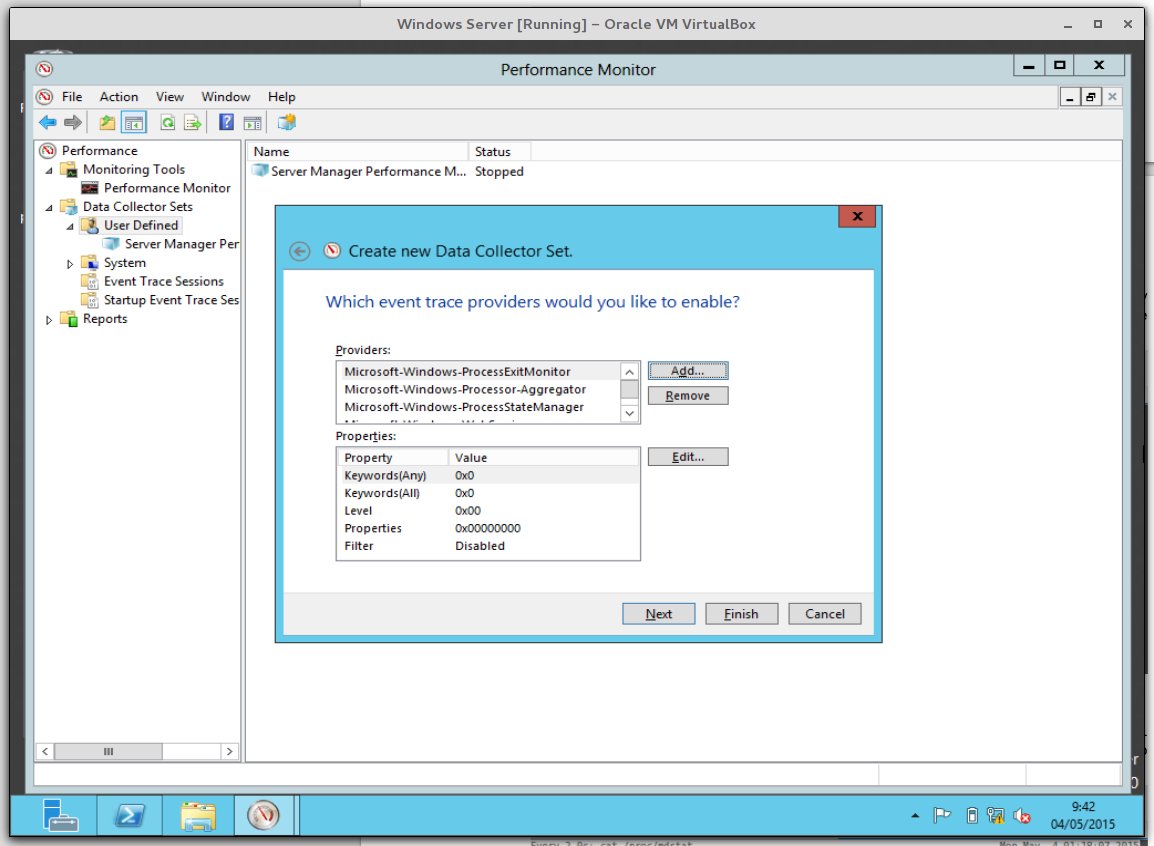 Windows Server [Running] – Oracle VM VirtualBox
Performance Monitor
File Action View Window Help
Performance
Monitoring Tools
Performance Monitor
Data Collector Sets
User Defined
Server Manager Per
System
Event Trace Sessions
Startup Event Trace Ses
Reports
Name Status
Server Manager Performance M... Stopped
Create new Data Collector Set.
Which event trace providers would you like to enable?
Providers:
Microsoft-Windows-ProcessExitMonitor
Microsoft-Windows-Processor-Aggregator
Microsoft-Windows-ProcessStateManager
Add...
Remove
Properties:
Property Value
Keywords(Any) 0x0
Keywords(All) 0x0
Level 0x00
Properties 0x00000000
Filter Disabled
Edit...
Next Finish Cancel
9:42
04/05/2015